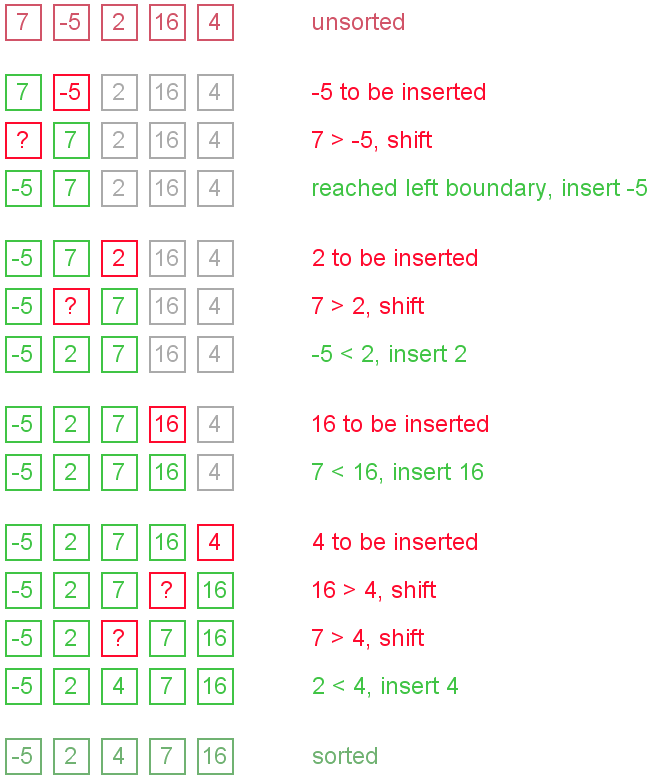 7 -5 2 16 4 unsorted
7 -5 2 16 4 -5 to be inserted
? 7 2 16 4 7 > -5, shift
-5 7 2 16 4 reached left boundary, insert -5
-5 7 2 16 4 2 to be inserted
-5 ? 7 16 4 7 > 2, shift
-5 2 7 16 4 -5 < 2, insert 2
-5 2 7 16 4 16 to be inserted
-5 2 7 16 4 7 < 16, insert 16
-5 2 7 16 4 4 to be inserted
-5 2 7 ? 16 16 > 4, shift
-5 2 ? 7 16 7 > 4, shift
-5 2 4 7 16 2 < 4, insert 4
-5 2 4 7 16 sorted